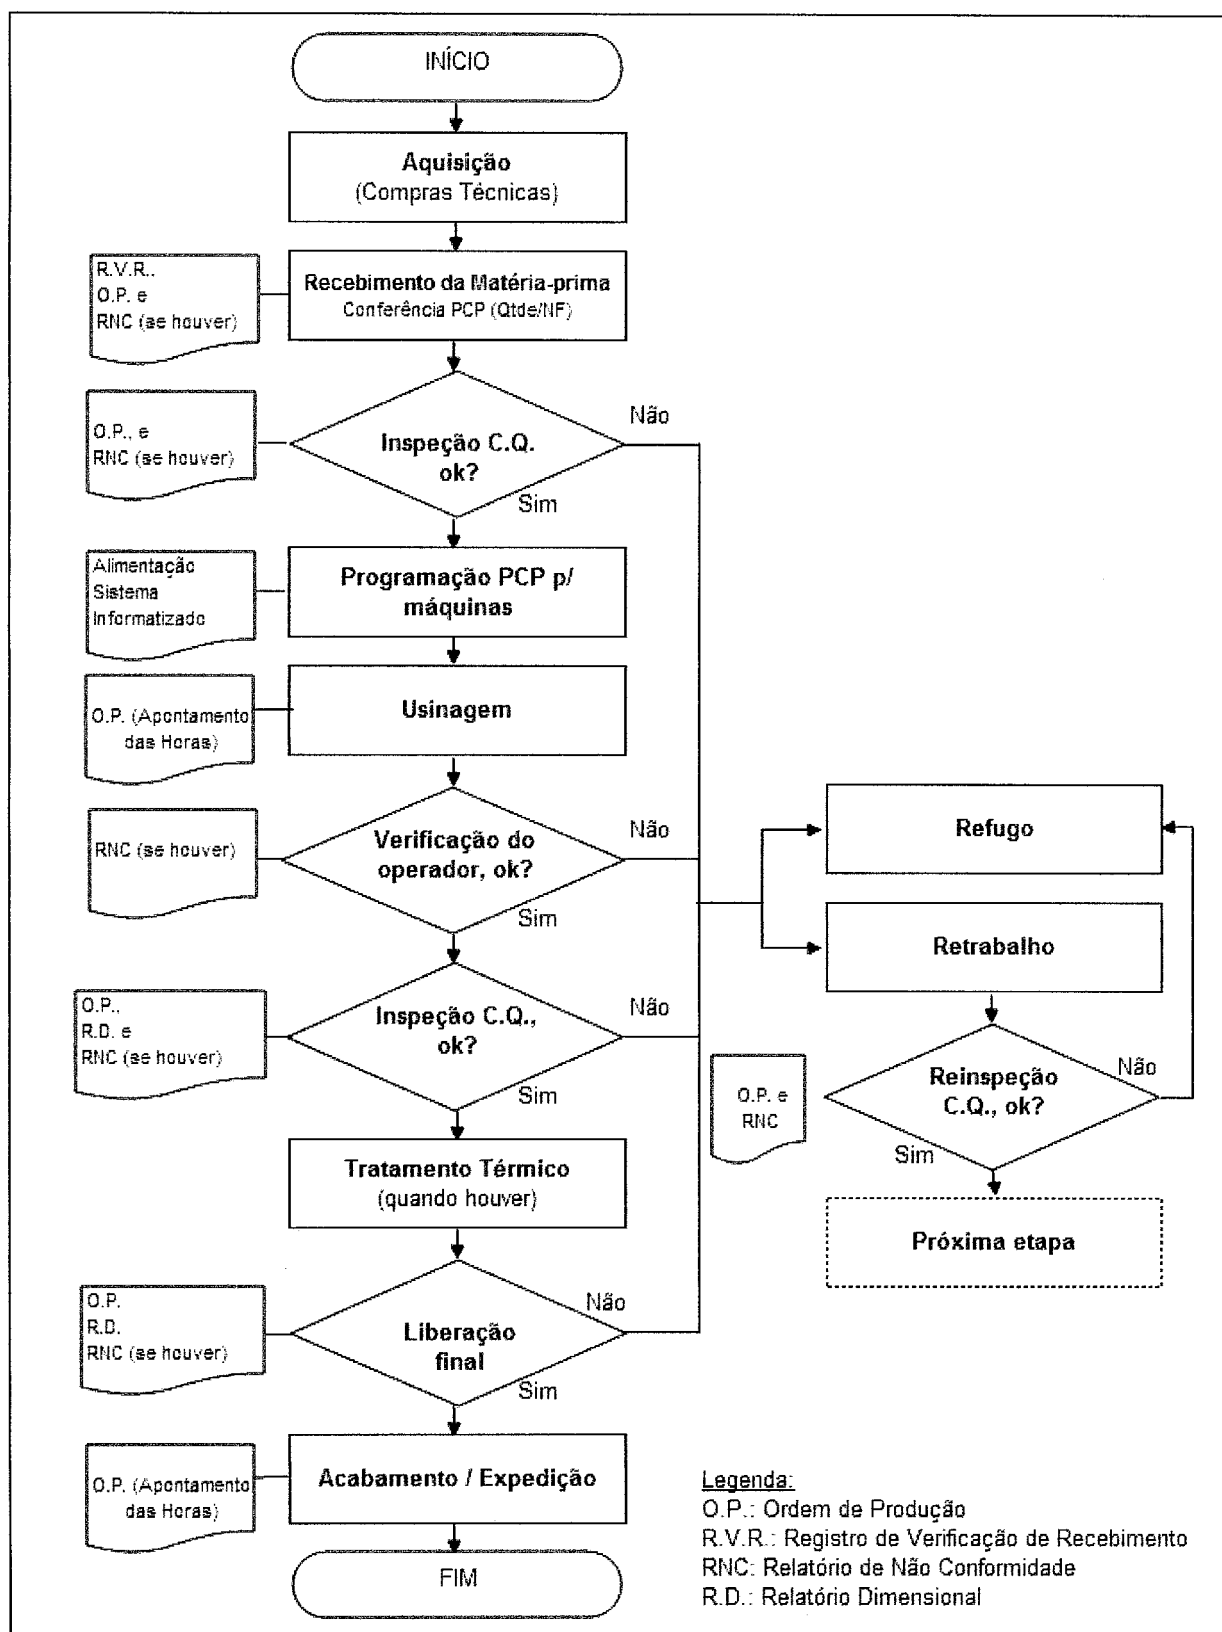 INÍCIO
Aquisição
(Compras Técnicas)
R.V.R.,
O.P. e
RNC (se houver)
Recebimento da Matéria-prima
Conferência PCP (Qtde/NF)
O.P., e
RNC (se houver)
Inspeção C.Q.
ok?
Não
Sim
Alimentação
Sistema
Informatizado
Programação PCP p/
máquinas
O.P. (Apontamento
das Horas)
Usinagem
RNC (se houver)
Verificação do
operador, ok?
Não
Sim
Refugo
Retrabalho
O.P.,
R.D. e
RNC (se houver)
Inspeção C.Q.,
ok?
Não
Sim
O.P. e
RNC
Reinspeção
C.Q., ok?
Não
Sim
Próxima etapa
Tratamento Térmico
(quando houver)
O.P.
R.D.
RNC (se houver)
Liberação
final
Não
Sim
O.P. (Apontamento
das Horas)
Acabamento / Expedição
FIM
Legenda:
O.P.: Ordem de Produção
R.V.R.: Registro de Verificação de Recebimento
RNC: Relatório de Não Conformidade
R.D.: Relatório Dimensional